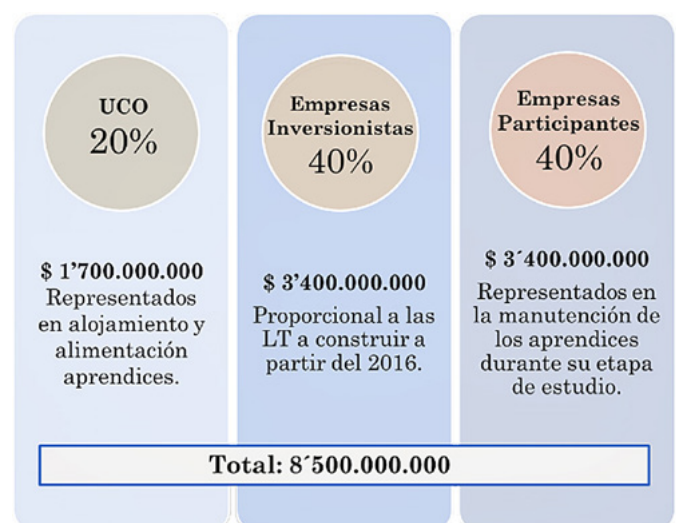 UCO
20%
$ 1’700.000.000
Representados
en alojamiento y
alimentación
aprendices.
Empresas
Inversionistas
40%
$ 3’400.000.000
Proporcional a las
LT a construir a
partir del 2016.
Empresas
Participantes
40%
$ 3´400.000.000
Representados en
la manutención de
los aprendices
durante su etapa
de estudio.
Total: 8´500.000.000